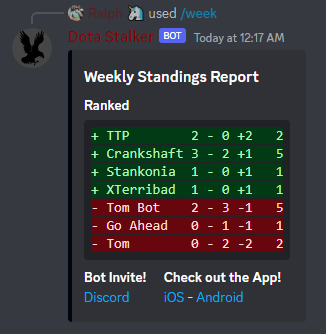 Ralph used /week
Dota Stalker BOT Today at 12:17 AM
Weekly Standings Report
Ranked
+ TTP 2 - 0 +2 2
+ Crankshaft 3 - 2 +1 5
+ Stankonia 1 - 0 +1 1
+ XTerribad 1 - 0 +1 1
- Tom Bot 2 - 3 -1 5
- Go Ahead 0 - 1 -1 1
- Tom 0 - 2 -2 2
Bot Invite! Check out the App!
Discord iOS - Android